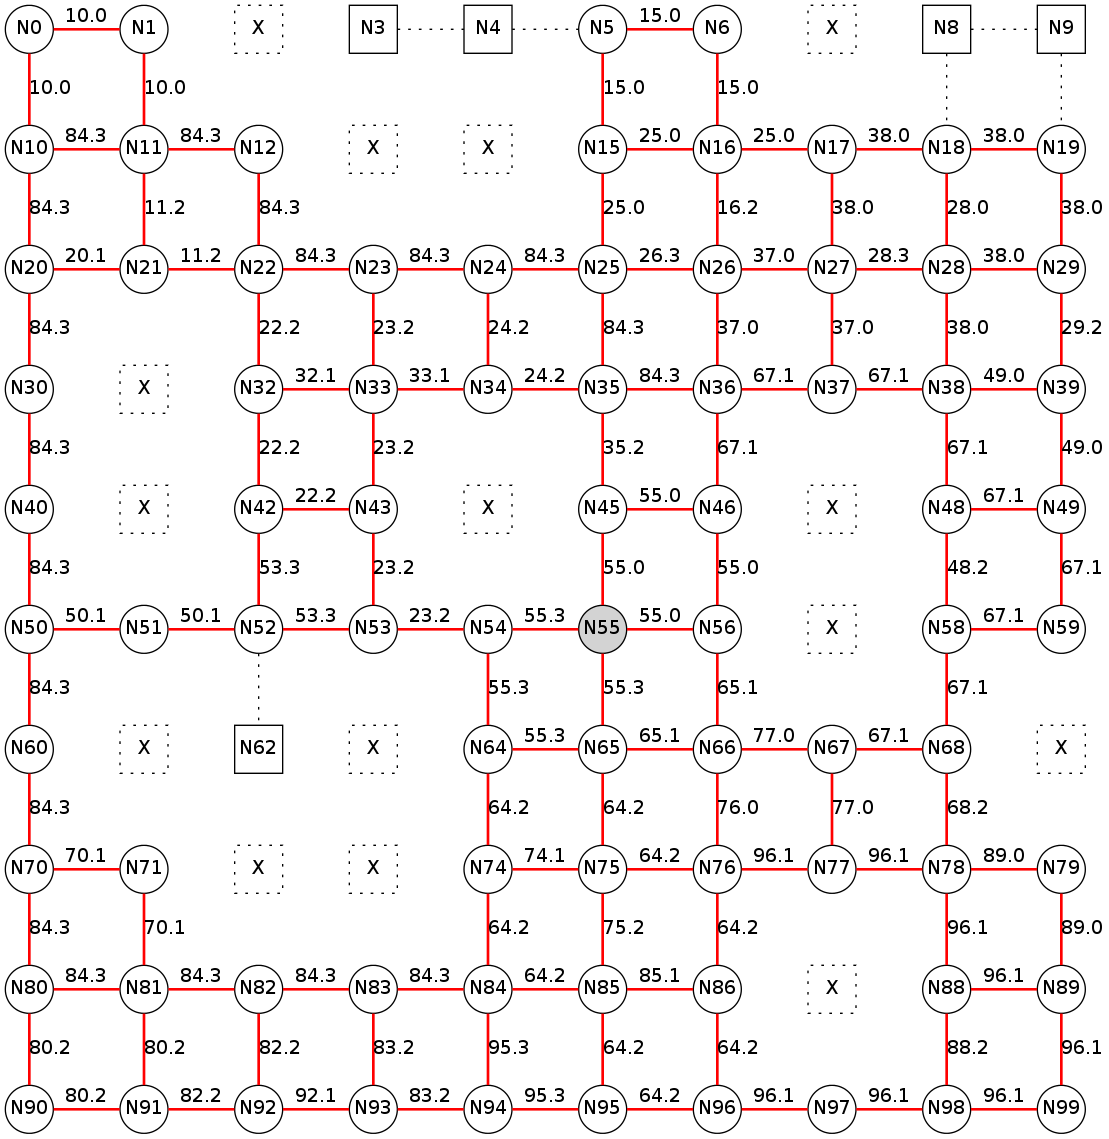 N0 10.0 N1 X N3 N4 N5 15.0 N6 X N8 N9
10.0 10.0 15.0 15.0
N10 84.3 N11 84.3 N12 X X N15 25.0 N16 25.0 N17 38.0 N18 38.0 N19
84.3 11.2 84.3 25.0 16.2 38.0 28.0 38.0
N20 20.1 N21 11.2 N22 84.3 N23 84.3 N24 84.3 N25 26.3 N26 37.0 N27 28.3 N28 38.0 N29
84.3 22.2 23.2 24.2 84.3 37.0 37.0 38.0 29.2
N30 X N32 32.1 N33 33.1 N34 24.2 N35 84.3 N36 67.1 N37 67.1 N38 49.0 N39
84.3 22.2 23.2 35.2 67.1 67.1 49.0
N40 X N42 22.2 N43 X N45 55.0 N46 X N48 67.1 N49
84.3 53.3 23.2 55.0 55.0 48.2 67.1
N50 50.1 N51 50.1 N52 53.3 N53 23.2 N54 55.3 N55 55.0 N56 X N58 67.1 N59
84.3 55.3 55.3 65.1 67.1
N60 X N62 X N64 55.3 N65 65.1 N66 77.0 N67 67.1 N68 X
84.3 64.2 64.2 76.0 77.0 68.2
N70 70.1 N71 X X N74 74.1 N75 64.2 N76 96.1 N77 96.1 N78 89.0 N79
84.3 70.1 64.2 75.2 64.2 96.1 89.0
N80 84.3 N81 84.3 N82 84.3 N83 84.3 N84 64.2 N85 85.1 N86 X N88 96.1 N89
80.2 80.2 82.2 83.2 95.3 64.2 64.2 88.2 96.1
N90 80.2 N91 82.2 N92 92.1 N93 83.2 N94 95.3 N95 64.2 N96 96.1 N97 96.1 N98 96.1 N99